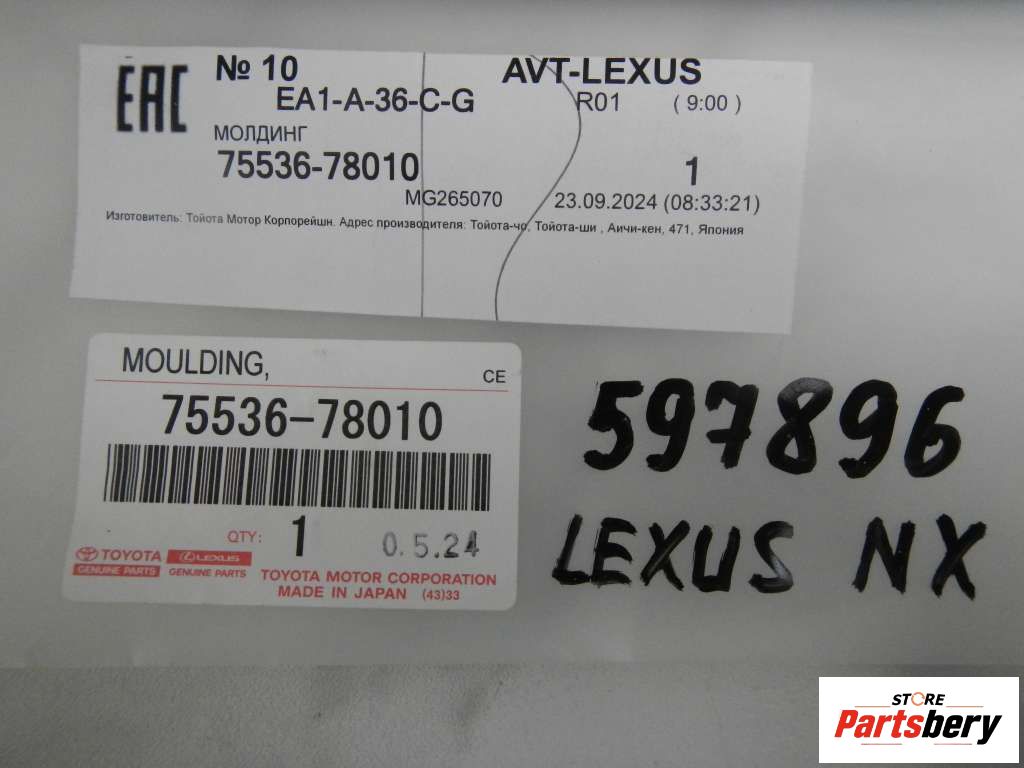 EAC
№ 10
AVT-LEXUS
EA1-A-36-C-G
R01 ( 9:00 )
МОЛДИНГ
75536-78010
1
MG265070
23.09.2024 (08:33:21)
Изготовитель: Тойота Мотор Корпорейшн. Адрес производителя: Тойота-чо, Тойота-ши , Аичи-кен, 471, Япония
MOULDING,
CE
75536-78010
QTY: 1
0.5.24
TOYOTA
GENUINE PARTS
LEXUS
GENUINE PARTS
TOYOTA MOTOR CORPORATION
MADE IN JAPAN (43)33
597896
LEXUS NX
STORE
Partsbery